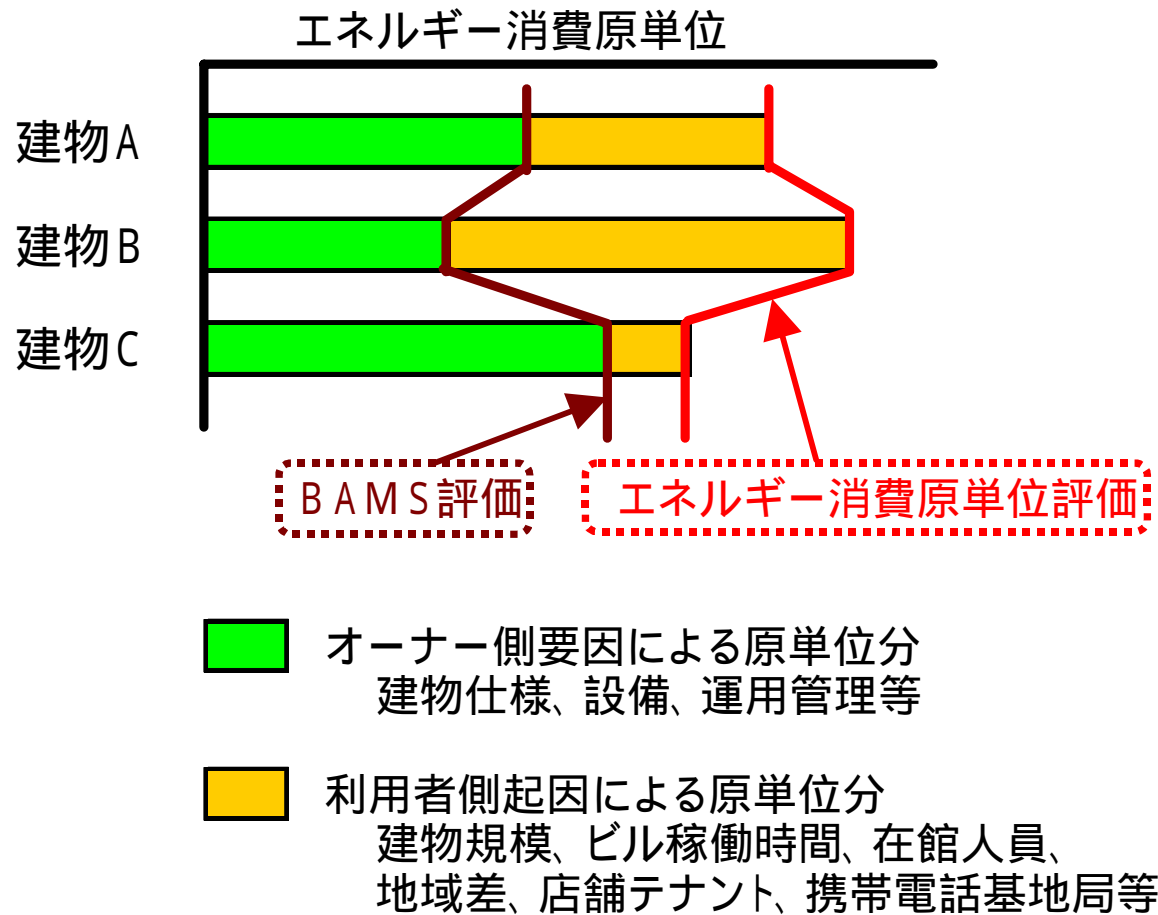 エネルギー消費原単位
建物A
建物B
建物C
BAMS評価
エネルギー消費原単位評価
オーナー側要因による原単位分
建物仕様、設備、運用管理等
利用者側起因による原単位分
建物規模、ビル稼働時間、在館人員、
地域差、店舗テナント、携帯電話基地局等